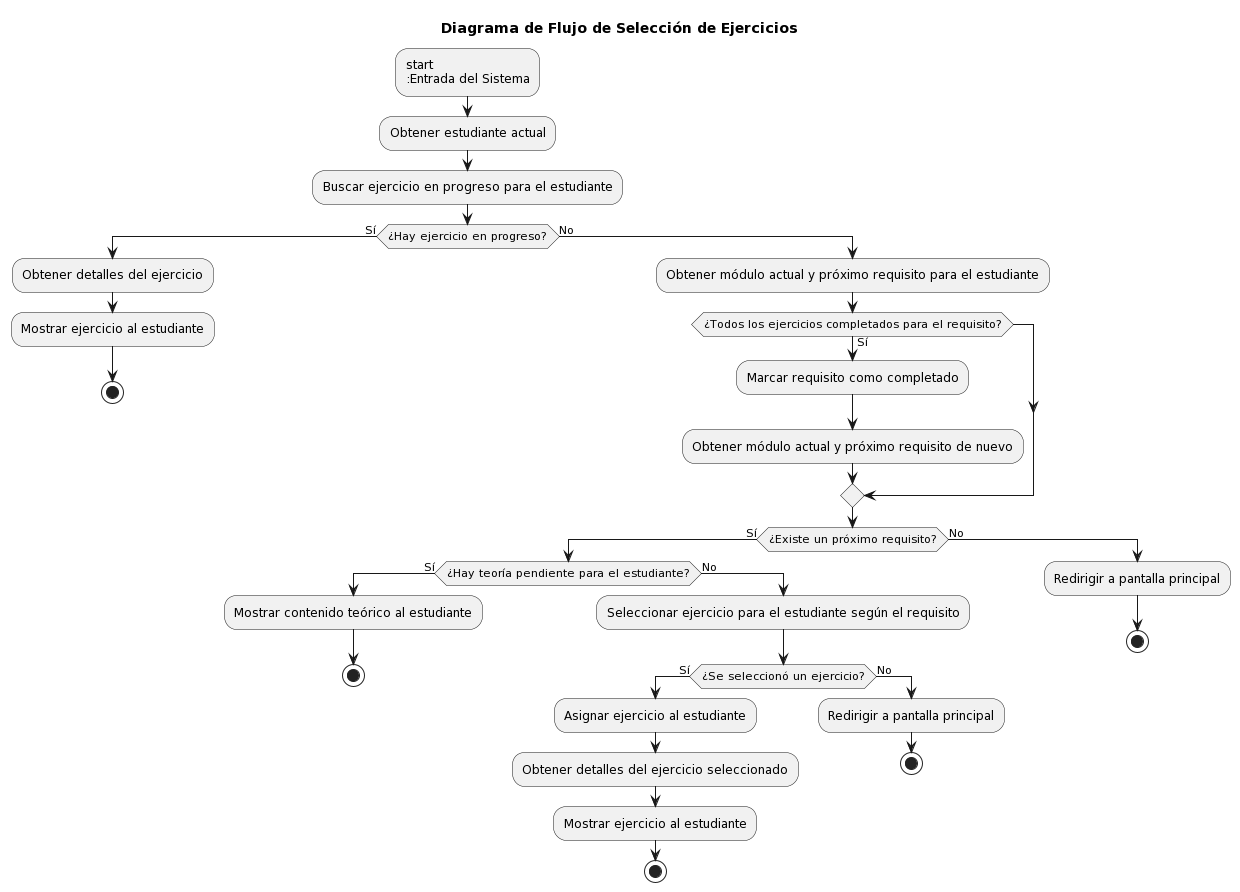 Diagrama de Flujo de Selección de Ejercicios
start
:Entrada del Sistema
Obtener estudiante actual
Buscar ejercicio en progreso para el estudiante
Sí
¿Hay ejercicio en progreso?
No
Obtener detalles del ejercicio
Mostrar ejercicio al estudiante
Obtener módulo actual y próximo requisito para el estudiante
¿Todos los ejercicios completados para el requisito?
Sí
Marcar requisito como completado
Obtener módulo actual y próximo requisito de nuevo
Sí
¿Existe un próximo requisito?
No
Sí
¿Hay teoría pendiente para el estudiante?
No
Redirigir a pantalla principal
Mostrar contenido teórico al estudiante
Seleccionar ejercicio para el estudiante según el requisito
Sí
¿Se seleccionó un ejercicio?
No
Asignar ejercicio al estudiante
Redirigir a pantalla principal
Obtener detalles del ejercicio seleccionado
Mostrar ejercicio al estudiante